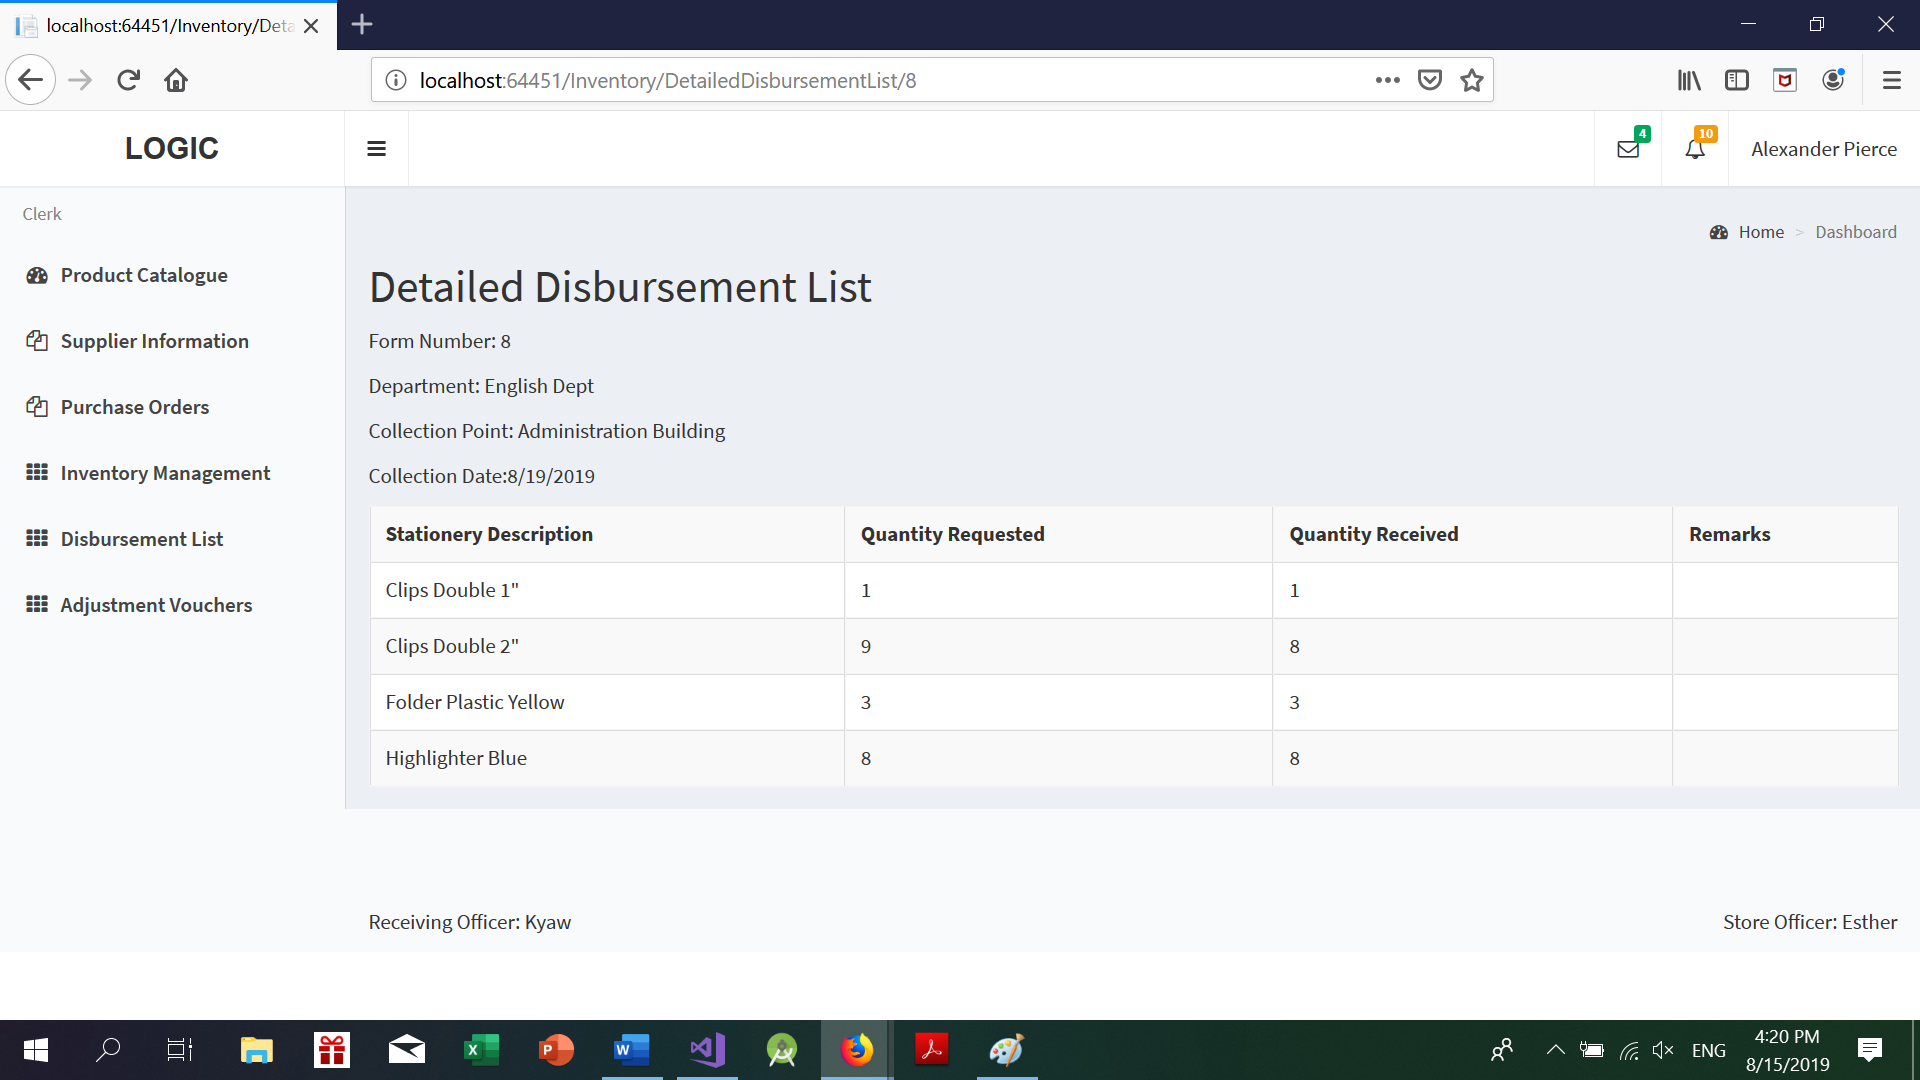 localhost:64451/Inventory/Deta
localhost:64451/Inventory/DetailedDisbursementList/8
LOGIC
4
10
Alexander Pierce
Clerk
Home > Dashboard
Product Catalogue
Supplier Information
Purchase Orders
Inventory Management
Disbursement List
Adjustment Vouchers
Detailed Disbursement List
Form Number: 8
Department: English Dept
Collection Point: Administration Building
Collection Date:8/19/2019
Stationery Description Quantity Requested Quantity Received Remarks
Clips Double 1" 1 1
Clips Double 2" 9 8
Folder Plastic Yellow 3 3
Highlighter Blue 8 8
Receiving Officer: Kyaw Store Officer: Esther
X P W
ENG
4:20 PM
8/15/2019